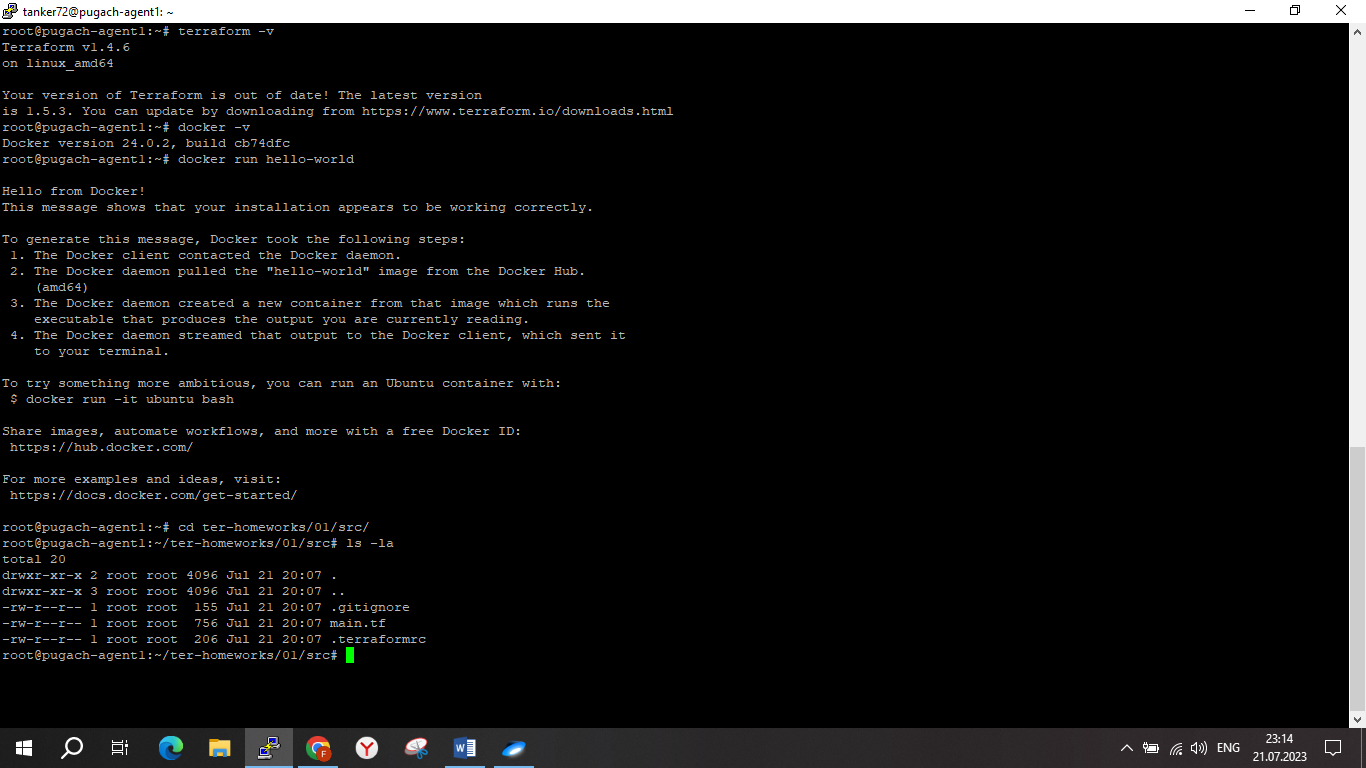 tanker72@pugach-agent1: ~
root@pugach-agent1:~# terraform -v
Terraform v1.4.6
on linux_amd64
Your version of Terraform is out of date! The latest version
is 1.5.3. You can update by downloading from https://www.terraform.io/downloads.html
root@pugach-agent1:~# docker -v
Docker version 24.0.2, build cb74dfc
root@pugach-agent1:~# docker run hello-world
Hello from Docker!
This message shows that your installation appears to be working correctly.
To generate this message, Docker took the following steps:
1. The Docker client contacted the Docker daemon.
2. The Docker daemon pulled the "hello-world" image from the Docker Hub.
(amd64)
3. The Docker daemon created a new container from that image which runs the
executable that produces the output you are currently reading.
4. The Docker daemon streamed that output to the Docker client, which sent it
to your terminal.
To try something more ambitious, you can run an Ubuntu container with:
$ docker run -it ubuntu bash
Share images, automate workflows, and more with a free Docker ID:
https://hub.docker.com/
For more examples and ideas, visit:
https://docs.docker.com/get-started/
root@pugach-agent1:~# cd ter-homeworks/01/src/
root@pugach-agent1:~/ter-homeworks/01/src# ls -la
total 20
drwxr-xr-x 2 root root 4096 Jul 21 20:07 .
drwxr-xr-x 3 root root 4096 Jul 21 20:07 ..
-rw-r--r-- 1 root root  155 Jul 21 20:07 .gitignore
-rw-r--r-- 1 root root  756 Jul 21 20:07 main.tf
-rw-r--r-- 1 root root  206 Jul 21 20:07 .terraformrc
root@pugach-agent1:~/ter-homeworks/01/src#
F
Y
W
ENG
23:14
21.07.2023